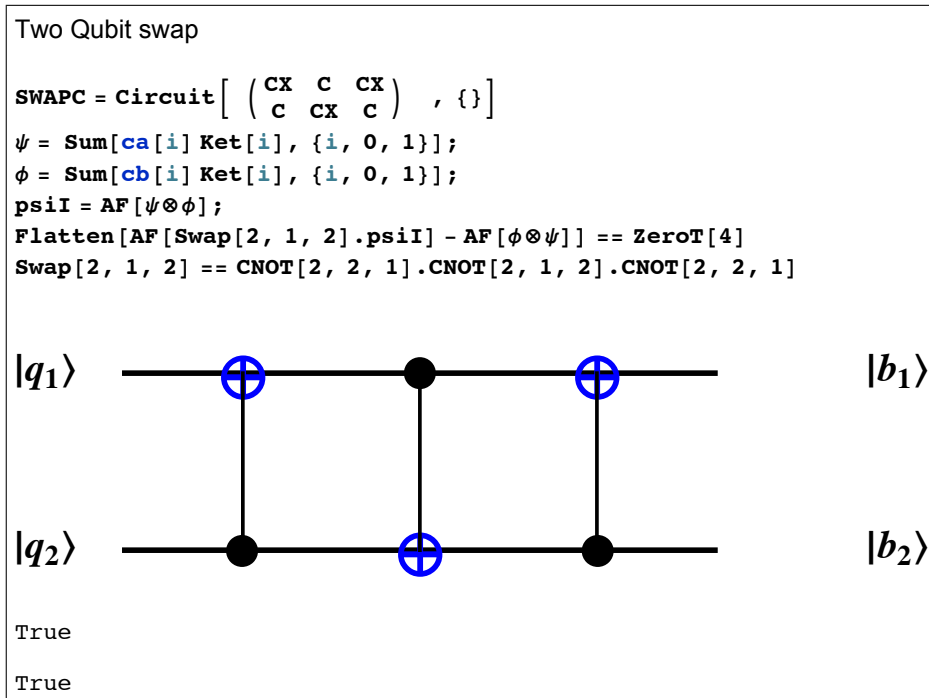 Two Qubit swap
SWAPC = Circuit[ ( CX C CX
C CX C ) , {}]
ψ = Sum[ca[i] Ket[i], {i, 0, 1}];
ϕ = Sum[cb[i] Ket[i], {i, 0, 1}];
psiI = AF[ψ⊗ϕ];
Flatten[AF[Swap[2, 1, 2].psiI] - AF[ϕ⊗ψ]] == ZeroT[4]
Swap[2, 1, 2] == CNOT[2, 2, 1].CNOT[2, 1, 2].CNOT[2, 2, 1]
|q₁⟩ |b₁⟩
|q₂⟩ |b₂⟩
True
True